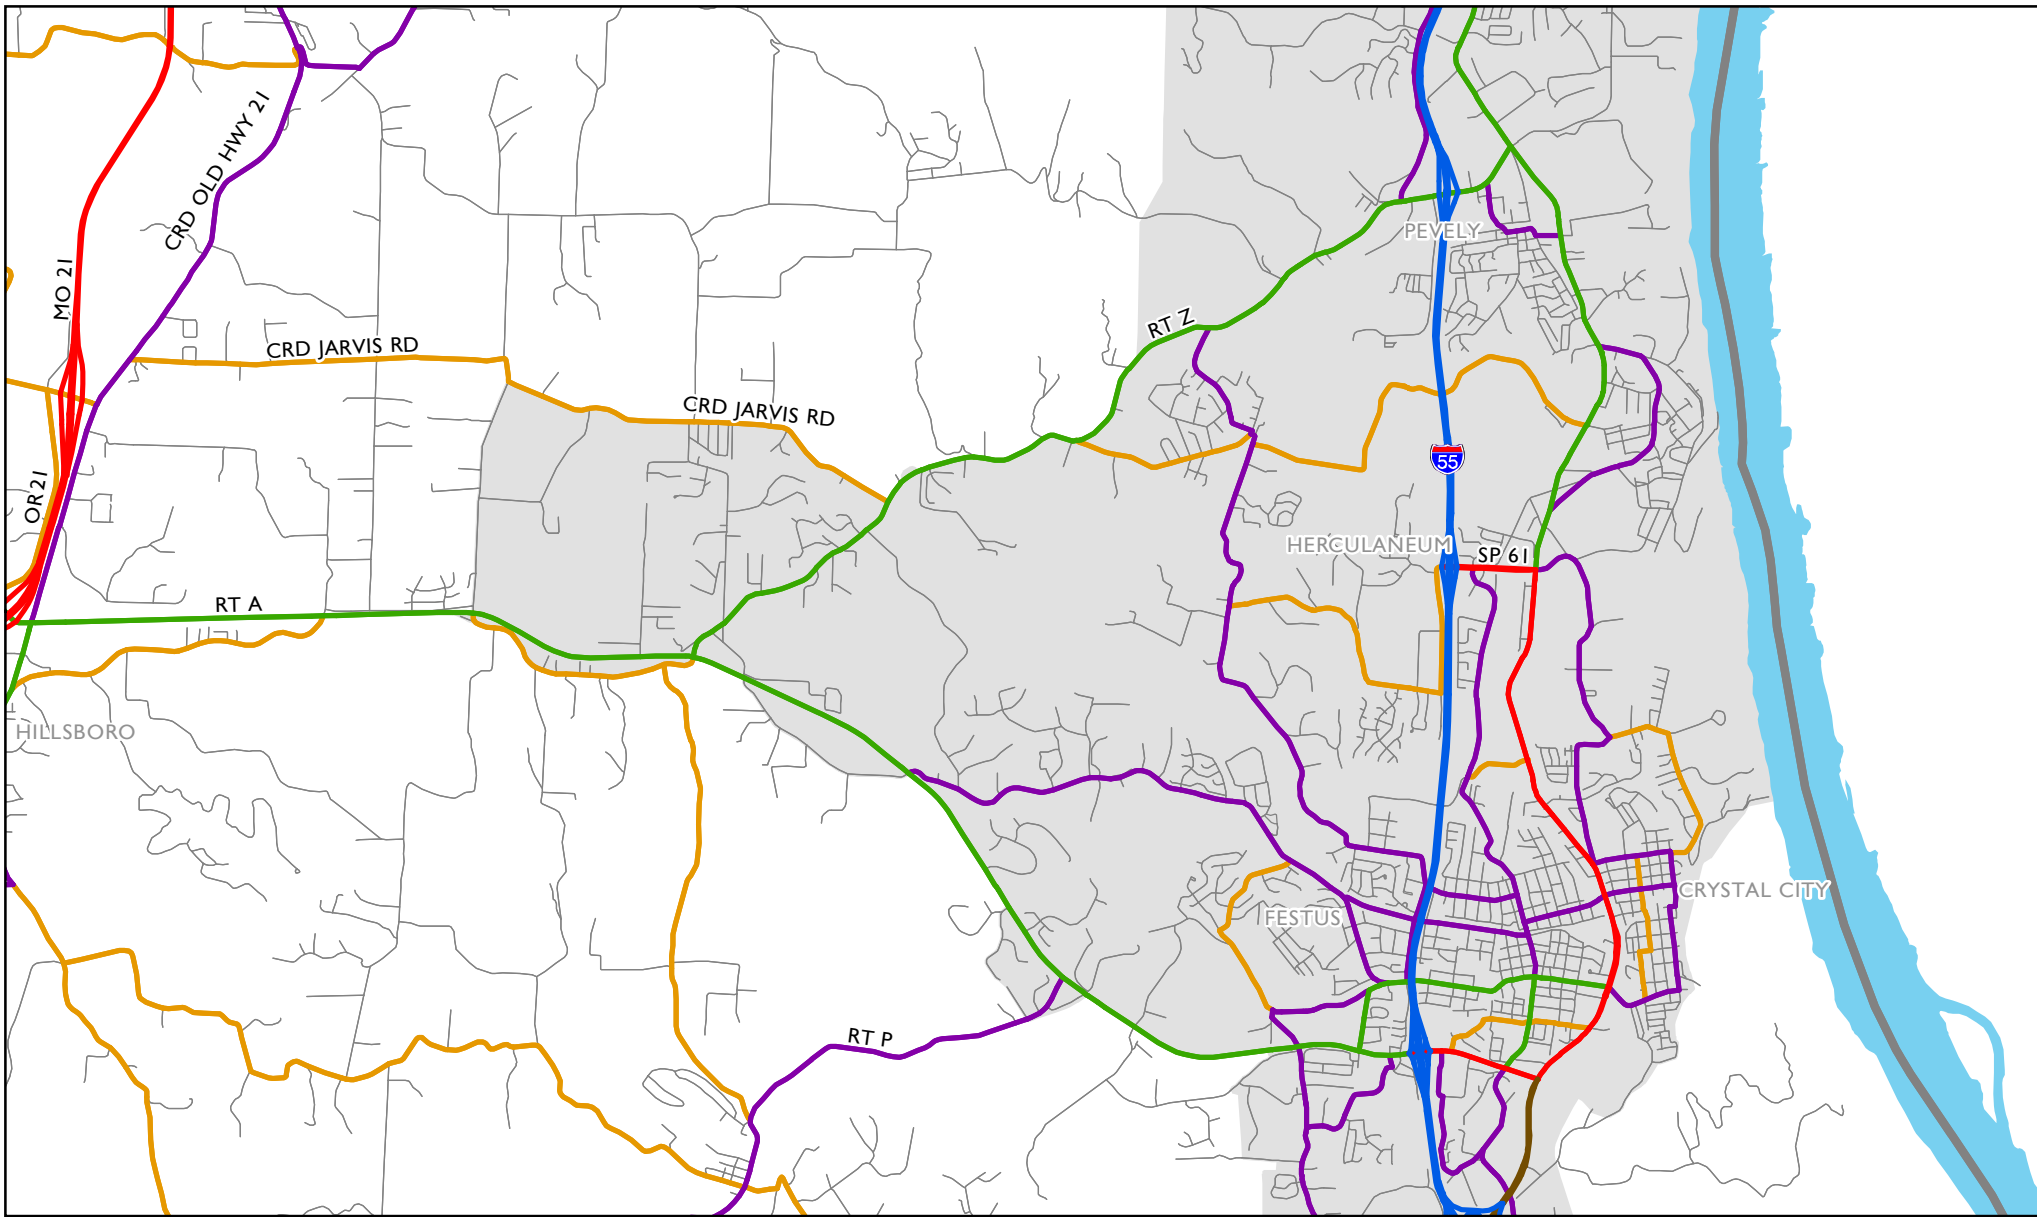 CRD OLD HWY 21
PEVELY
MO 21
RT Z
CRD JARVIS RD
CRD JARVIS RD
55
OR 21
HERCULANEUM
SP 61
RT A
HILLSBORO
CRYSTAL CITY
FESTUS
RT P